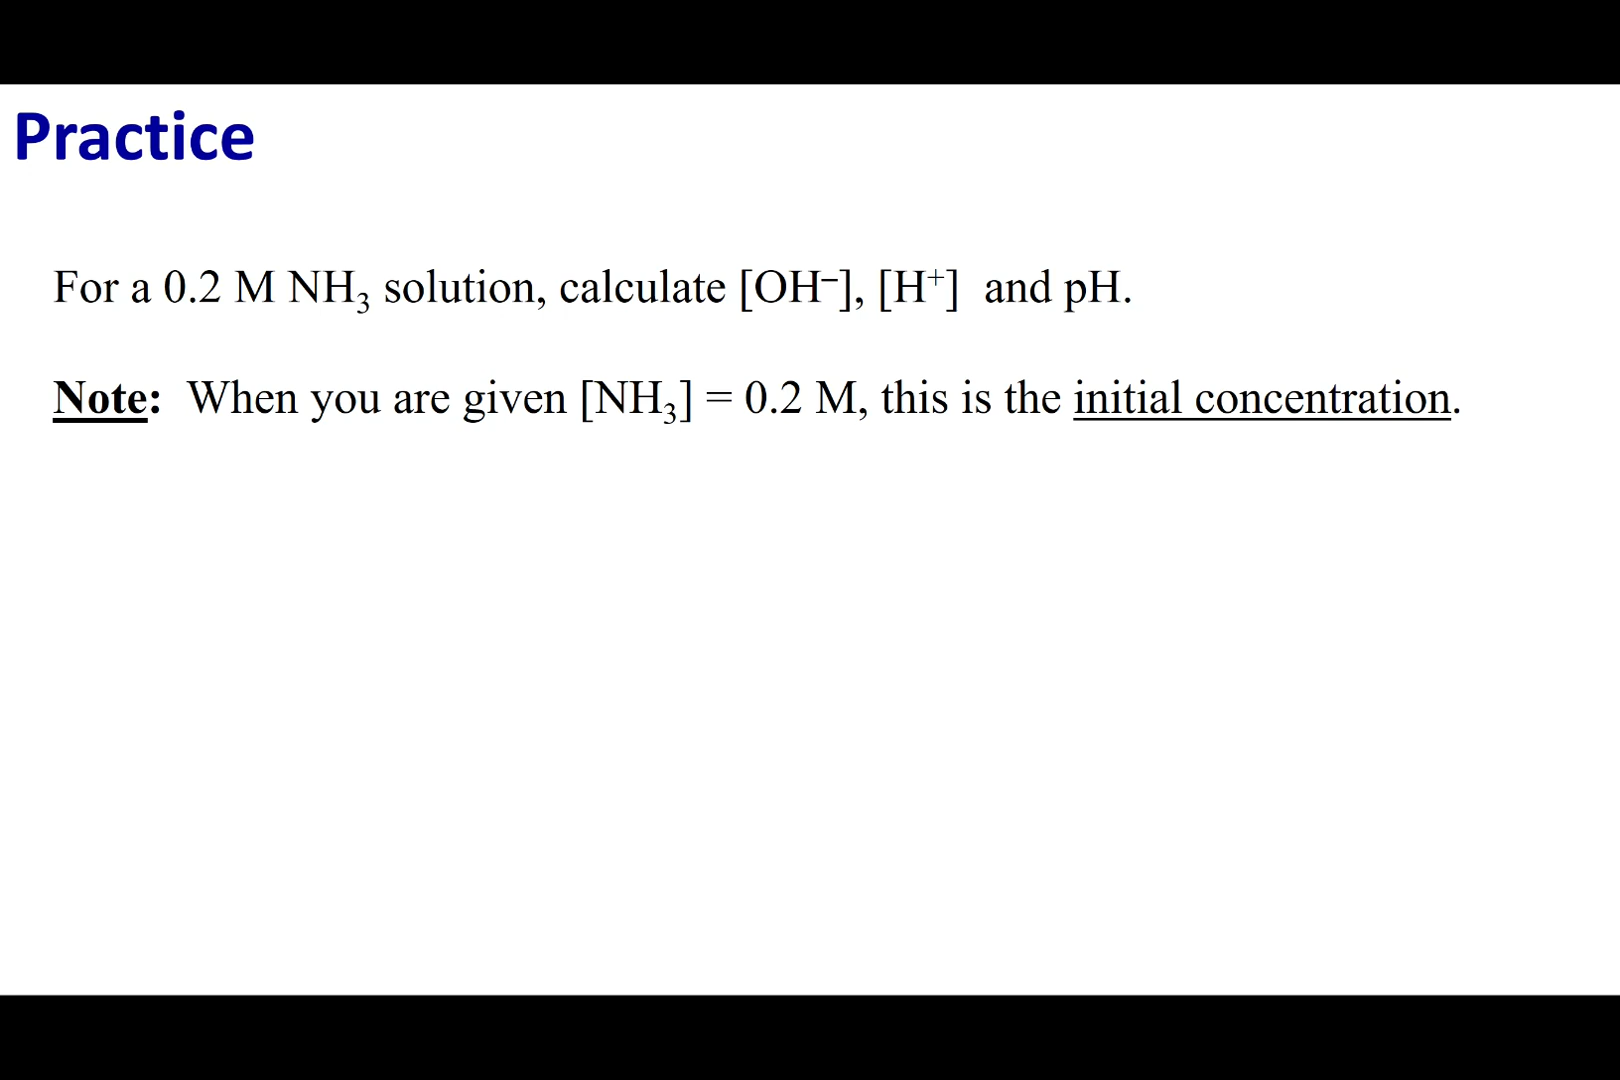 Practice
For a 0.2 M NH₃ solution, calculate [OH⁻], [H⁺] and pH.
Note: When you are given [NH₃] = 0.2 M, this is the initial concentration.